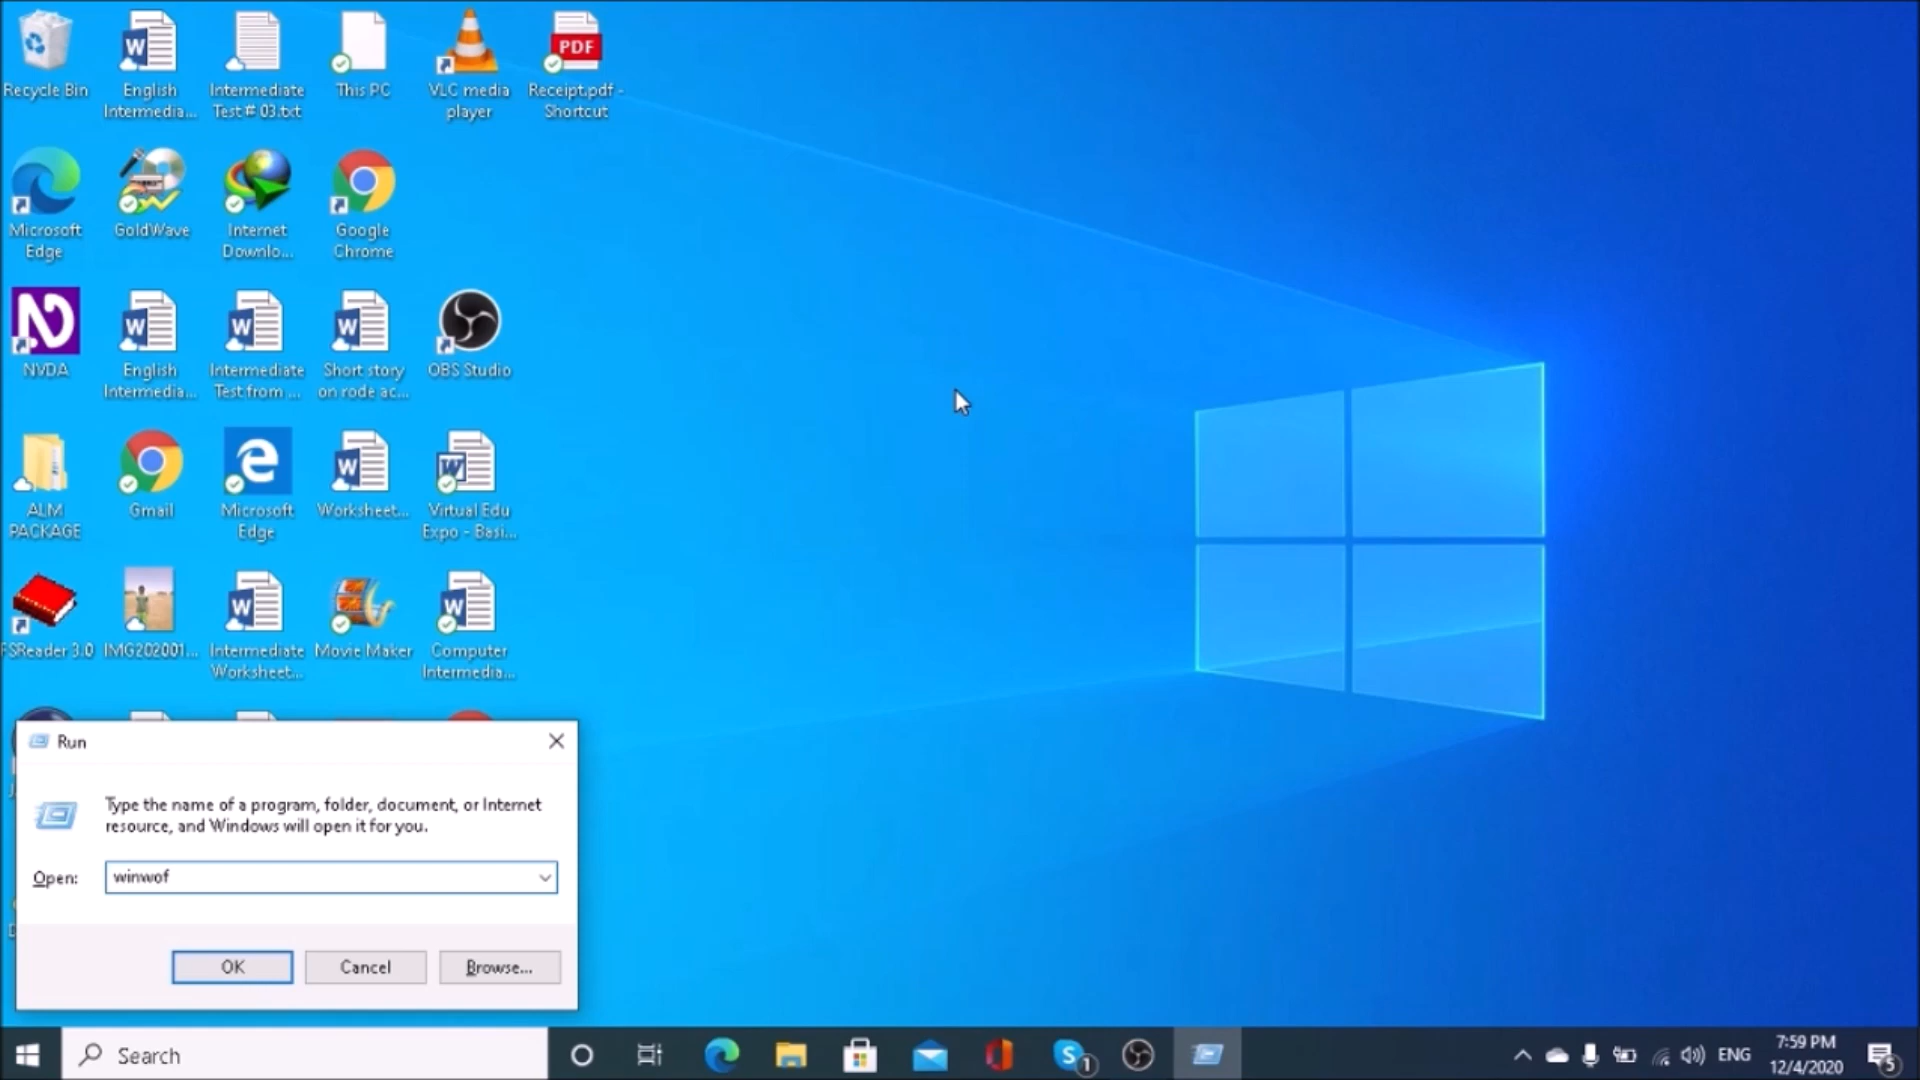 Recycle Bin
English
Intermedia...
Intermediate
Test # 03.txt
This PC
VLC media
player
PDF
Receipt.pdf -
Shortcut
Microsoft
Edge
GoldWave
Internet
Downlo...
Google
Chrome
NVDA
English
Intermedia...
Intermediate
Test from ...
Short story
on rode ac...
OBS Studio
ALM
PACKAGE
Gmail
Microsoft
Edge
Worksheet...
Virtual Edu
Expo - Basi...
FSReader 3.0
IMG202001...
Intermediate
Worksheet...
Movie Maker
Computer
Intermedia...
Run
Type the name of a program, folder, document, or Internet
resource, and Windows will open it for you.
Open:
winwof
OK
Cancel
Browse...
Search
1
ENG
7:59 PM
12/4/2020
5